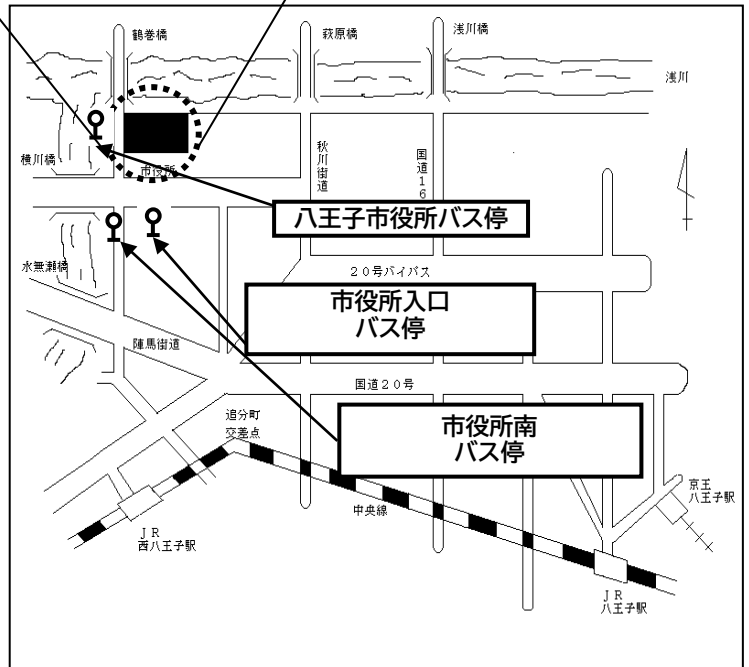 鶴巻橋
萩原橋
浅川橋
浅川
横川橋
市役所
秋川街道
国道16
八王子市役所バス停
水無瀬橋
20号バイパス
市役所入口
バス停
陣馬街道
国道20号
追分町
交差点
市役所南
バス停
中央線
京王
八王子駅
JR
西八王子駅
JR
八王子駅